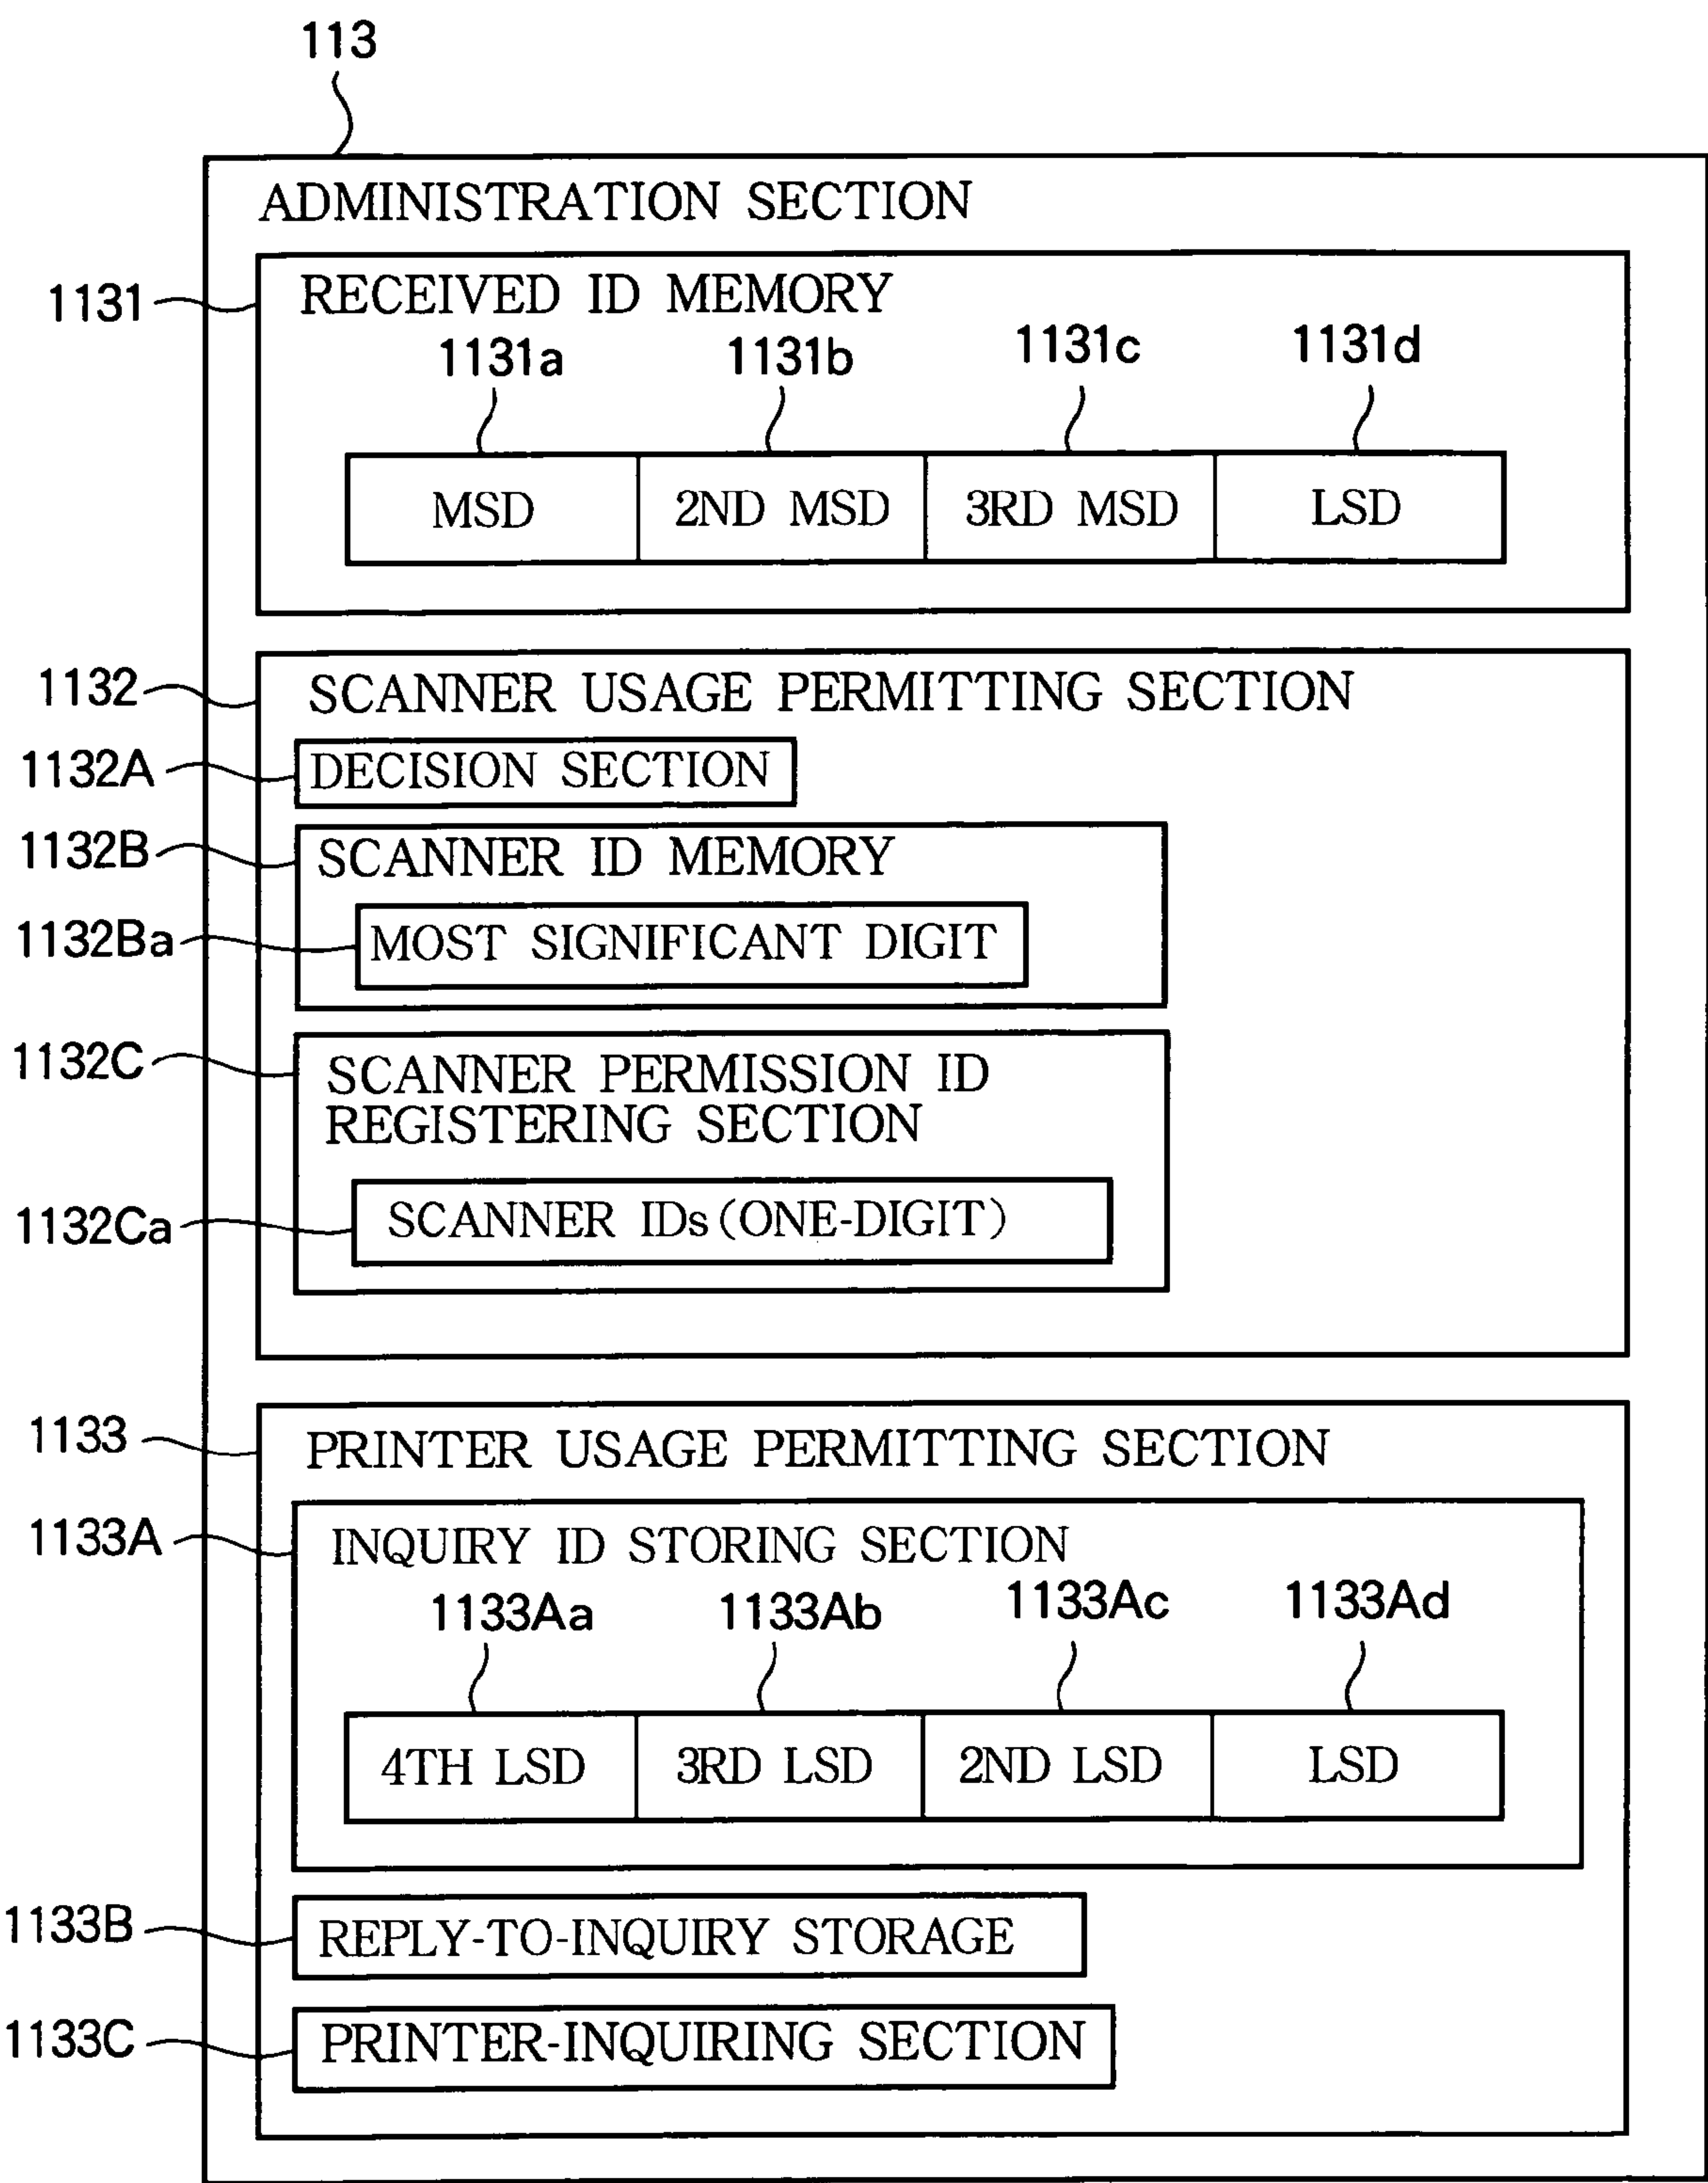 113
ADMINISTRATION SECTION
1131
RECEIVED ID MEMORY
1131a 1131b 1131c 1131d
MSD 2ND MSD 3RD MSD LSD
1132
SCANNER USAGE PERMITTING SECTION
1132A
DECISION SECTION
1132B
SCANNER ID MEMORY
1132Ba
MOST SIGNIFICANT DIGIT
1132C
SCANNER PERMISSION ID
REGISTERING SECTION
1132Ca
SCANNER IDs (ONE-DIGIT)
1133
PRINTER USAGE PERMITTING SECTION
1133A
INQUIRY ID STORING SECTION
1133Aa 1133Ab 1133Ac 1133Ad
4TH LSD 3RD LSD 2ND LSD LSD
1133B
REPLY-TO-INQUIRY STORAGE
1133C
PRINTER-INQUIRING SECTION